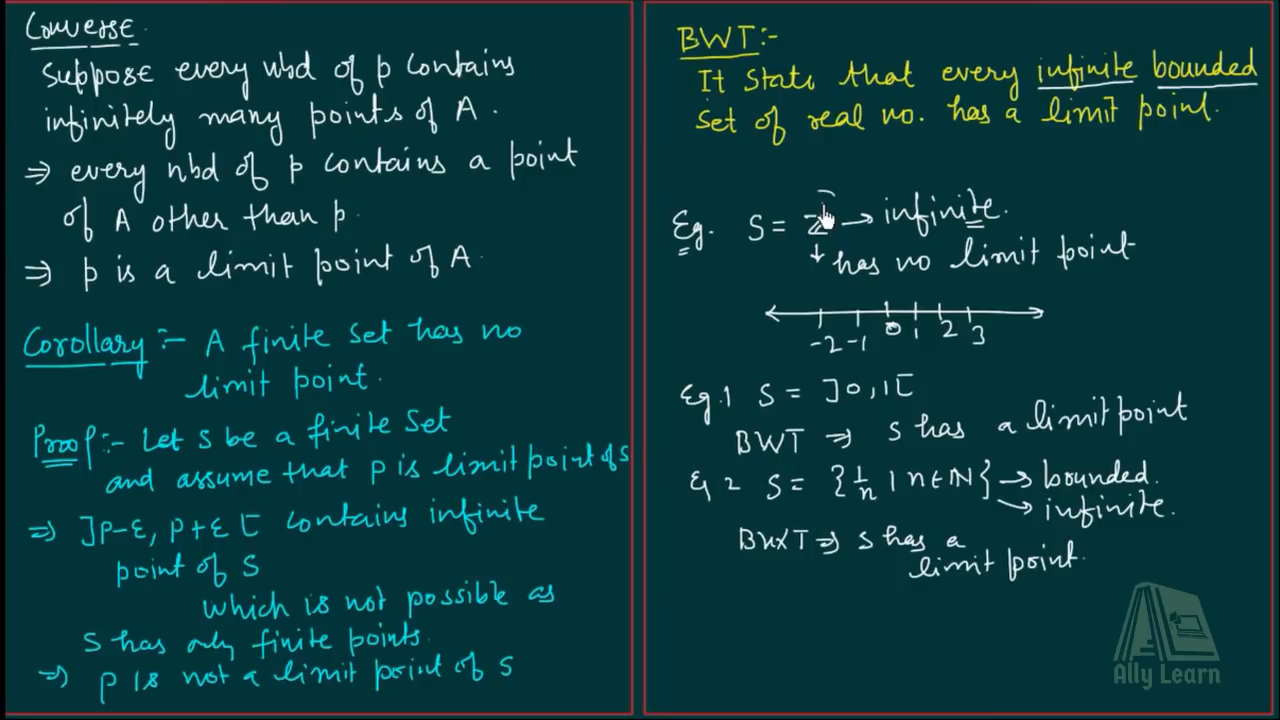 Converse
Suppose every nbd of p contains
infinitely many points of A.
⇒ every nbd of p contains a point
of A other than p.
⇒ p is a limit point of A.
Corollary :- A finite set has no
limit point.
Proof :- Let S be a finite set
and assume that p is limit point of S
⇒ ]p-ε, p+ε[ contains infinite
point of S
which is not possible as
S has only finite points.
⇒ p is not a limit point of S
BWT :-
It stats that every infinite bounded
set of real no. has a limit point.
Eg. S = Z → infinite.
↓ has no limit point
-2 -1 0 1 2 3
Eg.1 S = ]0,1[
BWT ⇒ S has a limit point
Eg 2 S = {1/n | n∈N} → bounded.
→ infinite.
BWT ⇒ S has a
limit point.
Ally Learn